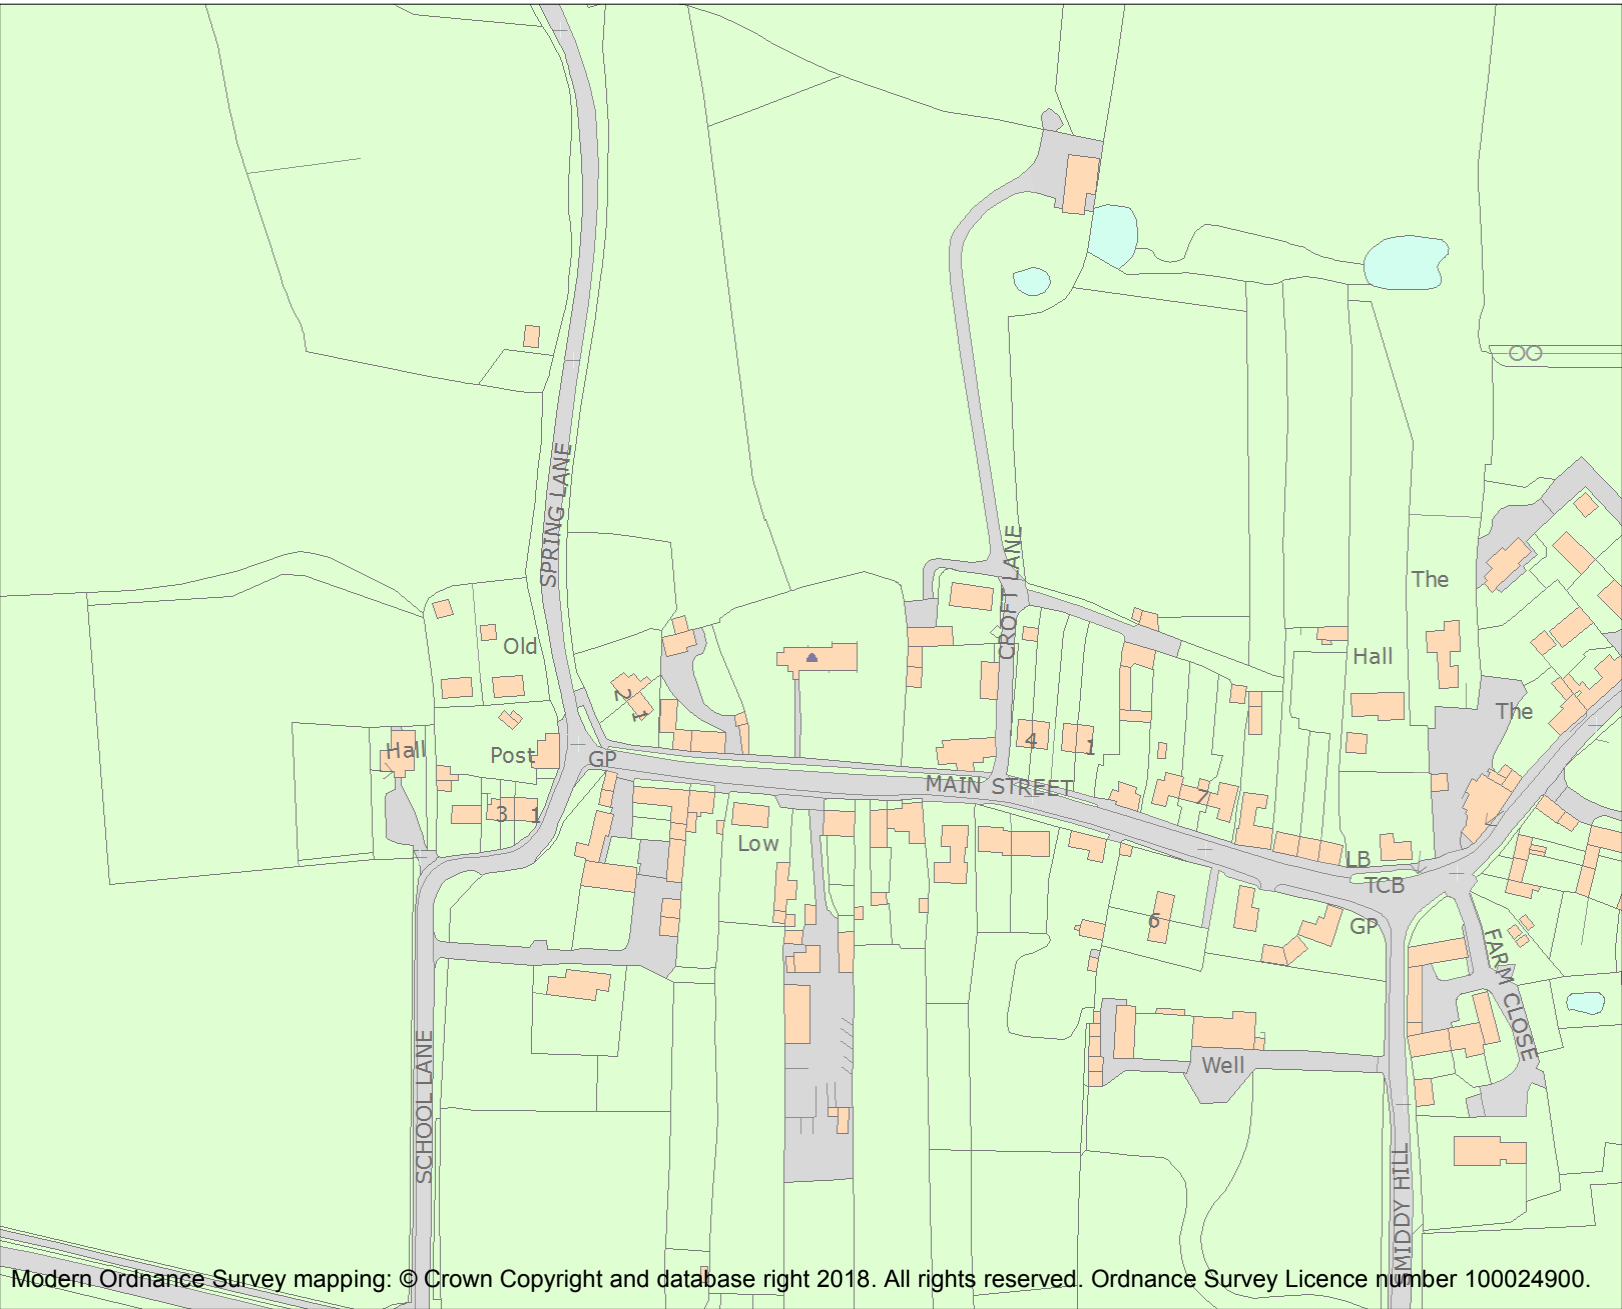 SPRING LANE
CROFT LANE
The
Old
Hall
2
1
The
Hall
Post
GP
4
1
MAIN STREET
7
3
1
Low
LB
TCB
6
GP
FARM CLOSE
Well
SCHOOL LANE
SMIDDY HILL
Modern Ordnance Survey mapping: © Crown Copyright and database right 2018. All rights reserved. Ordnance Survey Licence number 100024900.